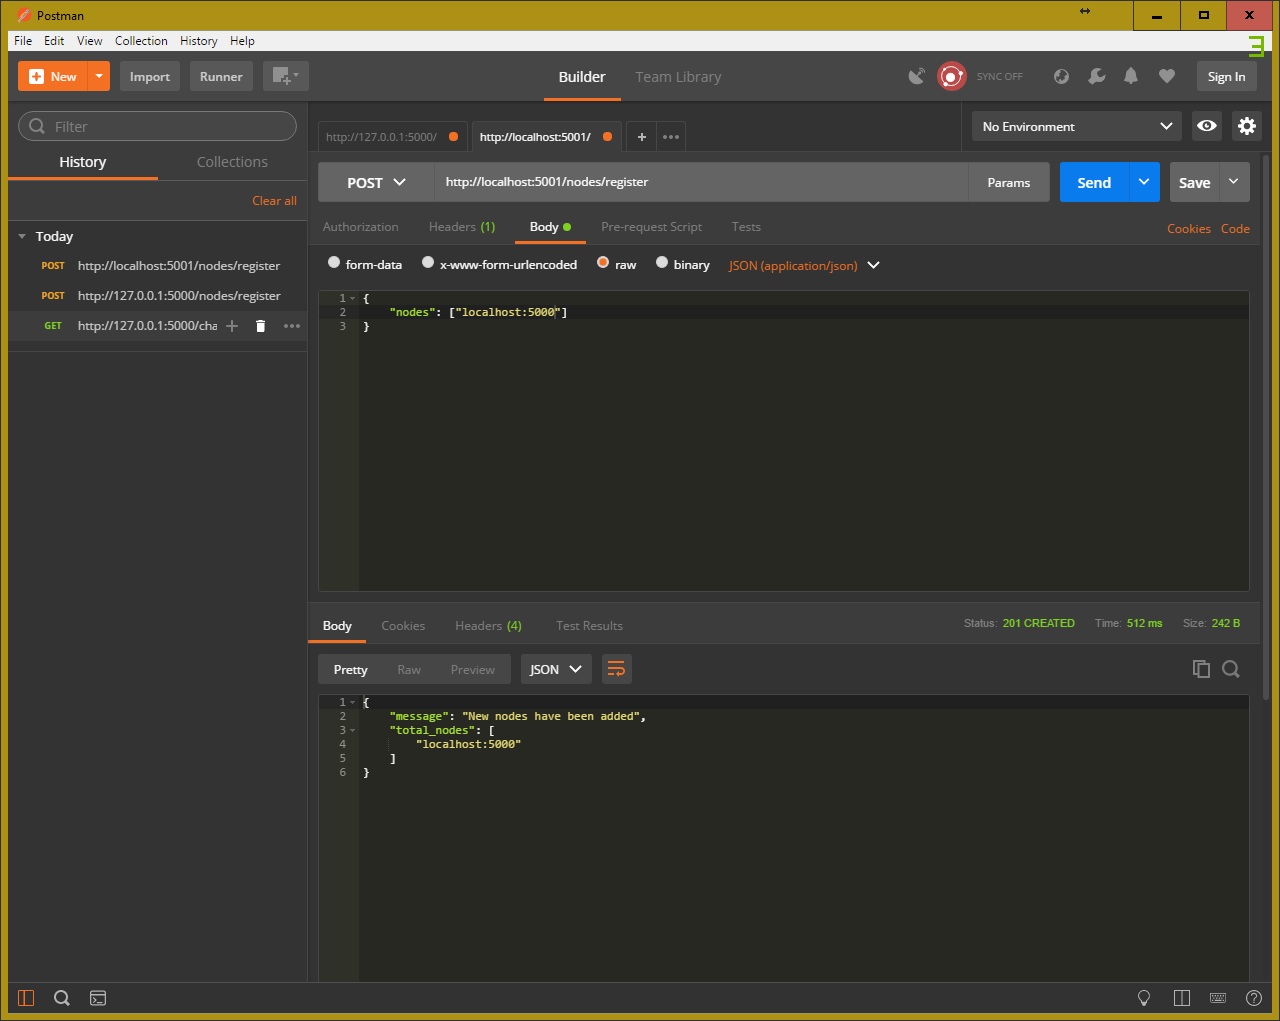 Postman
File Edit View Collection History Help
New Import Runner Builder Team Library SYNC OFF Sign In
Filter
History Collections
Clear all
Today
POST http://localhost:5001/nodes/register
POST http://127.0.0.1:5000/nodes/register
GET http://127.0.0.1:5000/cha
http://127.0.0.1:5000/ http://localhost:5001/ No Environment
POST http://localhost:5001/nodes/register Params Send Save
Authorization Headers (1) Body Pre-request Script Tests Cookies Code
form-data x-www-form-urlencoded raw binary JSON (application/json)
1 {
2 "nodes": ["localhost:5000"]
3 }
Body Cookies Headers (4) Test Results Status: 201 CREATED Time: 512 ms Size: 242 B
Pretty Raw Preview JSON
1 {
2 "message": "New nodes have been added",
3 "total_nodes": [
4 "localhost:5000"
5 ]
6 }